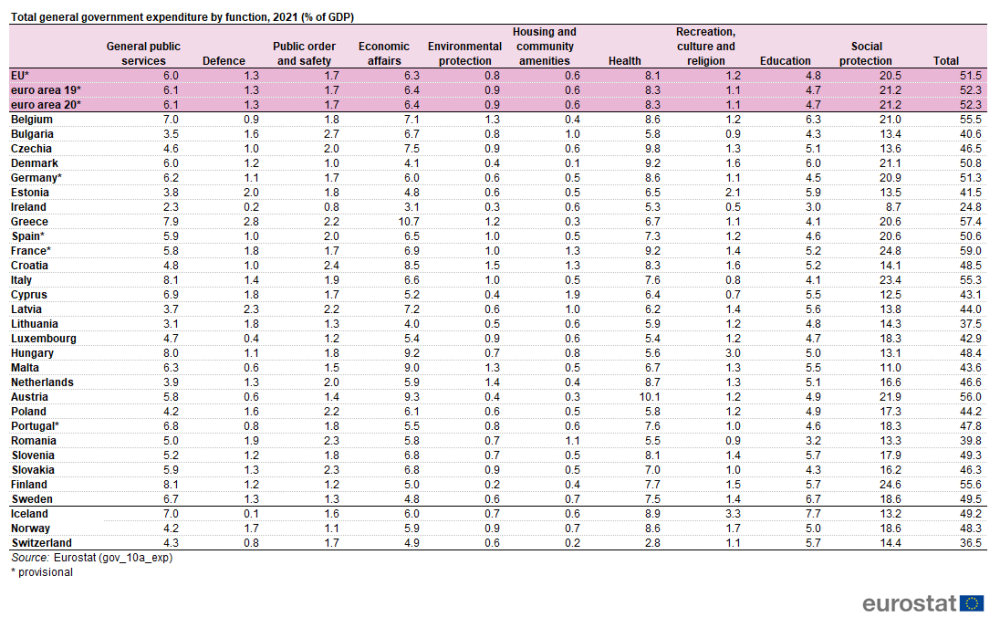 Total general government expenditure by function, 2021 (% of GDP)
General public services Defence Public order and safety Economic affairs Environmental protection Housing and community amenities Health Recreation, culture and religion Education Social protection Total
EU* 6.0 1.3 1.7 6.3 0.8 0.6 8.1 1.2 4.8 20.5 51.5
euro area 19* 6.1 1.3 1.7 6.4 0.9 0.6 8.3 1.1 4.7 21.2 52.3
euro area 20* 6.1 1.3 1.7 6.4 0.9 0.6 8.3 1.1 4.7 21.2 52.3
Belgium 7.0 0.9 1.8 7.1 1.3 0.4 8.6 1.2 6.3 21.0 55.5
Bulgaria 3.5 1.6 2.7 6.7 0.8 1.0 5.8 0.9 4.3 13.4 40.6
Czechia 4.6 1.0 2.0 7.5 0.9 0.6 9.8 1.3 5.1 13.6 46.5
Denmark 6.0 1.2 1.0 4.1 0.4 0.1 9.2 1.6 6.0 21.1 50.8
Germany* 6.2 1.1 1.7 6.0 0.6 0.5 8.6 1.1 4.5 20.9 51.3
Estonia 3.8 2.0 1.8 4.8 0.6 0.5 6.5 2.1 5.9 13.5 41.5
Ireland 2.3 0.2 0.8 3.1 0.3 0.6 5.3 0.5 3.0 8.7 24.8
Greece 7.9 2.8 2.2 10.7 1.2 0.3 6.7 1.1 4.1 20.6 57.4
Spain* 5.9 1.0 2.0 6.5 1.0 0.5 7.3 1.2 4.6 20.6 50.6
France* 5.8 1.8 1.7 6.9 1.0 1.3 9.2 1.4 5.2 24.8 59.0
Croatia 4.8 1.0 2.4 8.5 1.5 1.3 8.3 1.6 5.2 14.1 48.5
Italy 8.1 1.4 1.9 6.6 1.0 0.5 7.6 0.8 4.1 23.4 55.3
Cyprus 6.9 1.8 1.7 5.2 0.4 1.9 6.4 0.7 5.5 12.5 43.1
Latvia 3.7 2.3 2.2 7.2 0.6 1.0 6.2 1.4 5.6 13.8 44.0
Lithuania 3.1 1.8 1.3 4.0 0.5 0.6 5.9 1.2 4.8 14.3 37.5
Luxembourg 4.7 0.4 1.2 5.4 0.9 0.6 5.4 1.2 4.7 18.3 42.9
Hungary 8.0 1.1 1.8 9.2 0.7 0.8 5.6 3.0 5.0 13.1 48.4
Malta 6.3 0.6 1.5 9.0 1.3 0.5 6.7 1.3 5.5 11.0 43.6
Netherlands 3.9 1.3 2.0 5.9 1.4 0.4 8.7 1.3 5.1 16.6 46.6
Austria 5.8 0.6 1.4 9.3 0.4 0.3 10.1 1.2 4.9 21.9 56.0
Poland 4.2 1.6 2.2 6.1 0.6 0.5 5.8 1.2 4.9 17.3 44.2
Portugal* 6.8 0.8 1.8 5.5 0.8 0.6 7.6 1.0 4.6 18.3 47.8
Romania 5.0 1.9 2.3 5.8 0.7 1.1 5.5 0.9 3.2 13.3 39.8
Slovenia 5.2 1.2 1.8 6.8 0.7 0.5 8.1 1.4 5.7 17.9 49.3
Slovakia 5.9 1.3 2.3 6.8 0.9 0.5 7.0 1.0 4.3 16.2 46.3
Finland 8.1 1.2 1.2 5.0 0.2 0.4 7.7 1.5 5.7 24.6 55.6
Sweden 6.7 1.3 1.3 4.8 0.6 0.7 7.5 1.4 6.7 18.6 49.5
Iceland 7.0 0.1 1.6 6.0 0.7 0.6 8.9 3.3 7.7 13.2 49.2
Norway 4.2 1.7 1.1 5.9 0.9 0.7 8.6 1.7 5.0 18.6 48.3
Switzerland 4.3 0.8 1.7 4.9 0.6 0.2 2.8 1.1 5.7 14.4 36.5
Source: Eurostat (gov_10a_exp)
* provisional
eurostat